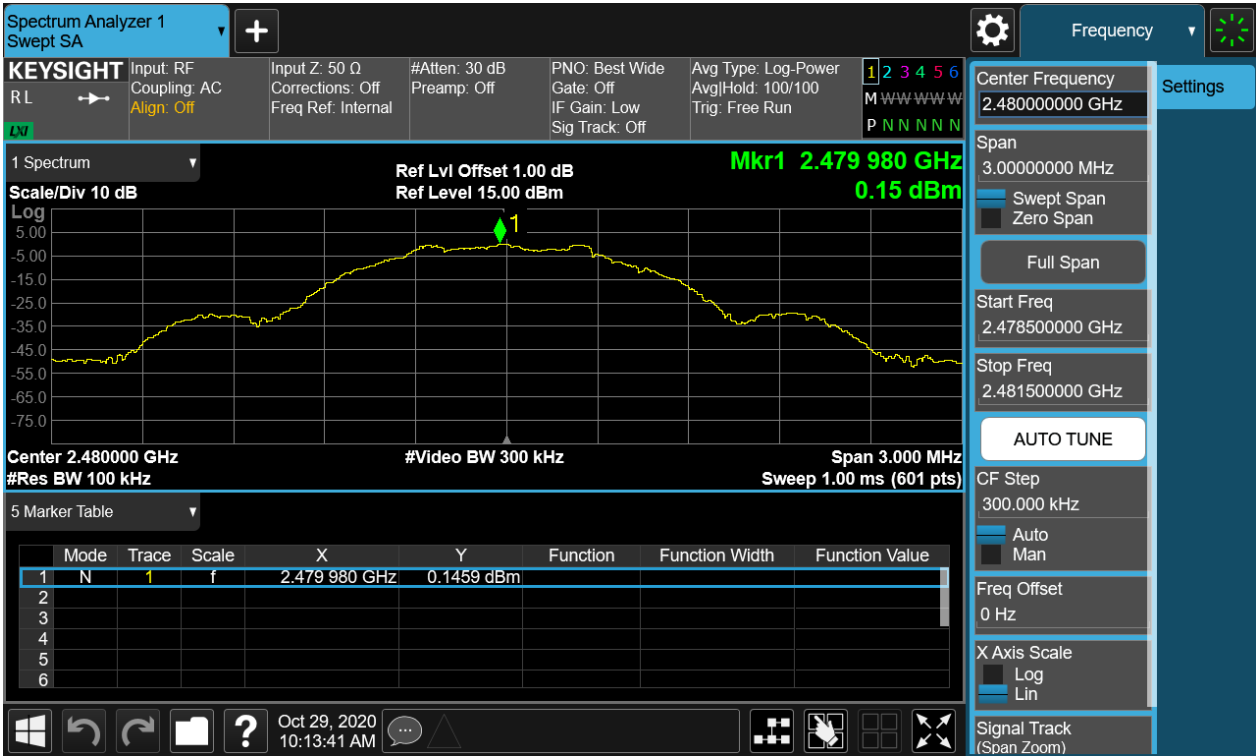 Spectrum Analyzer 1
Swept SA
+
Frequency
KEYSIGHT
RL
LXI
Input: RF
Coupling: AC
Align: Off
Input Z: 50 Ω
Corrections: Off
Freq Ref: Internal
#Atten: 30 dB
Preamp: Off
PNO: Best Wide
Gate: Off
IF Gain: Low
Sig Track: Off
Avg Type: Log-Power
Avg|Hold: 100/100
Trig: Free Run
1 2 3 4 5 6
M W W W W W
P N N N N N
1 Spectrum
Scale/Div 10 dB
Ref Lvl Offset 1.00 dB
Ref Level 15.00 dBm
Mkr1 2.479 980 GHz
0.15 dBm
Log
1
5.00
-5.00
-15.0
-25.0
-35.0
-45.0
-55.0
-65.0
-75.0
Center 2.480000 GHz
#Video BW 300 kHz
Span 3.000 MHz
#Res BW 100 kHz
Sweep 1.00 ms (601 pts)
5 Marker Table
Mode Trace Scale X Y Function Function Width Function Value
1 N 1 f 2.479 980 GHz 0.1459 dBm
2
3
4
5
6
Oct 29, 2020
10:13:41 AM
?
...
Settings
Center Frequency
2.480000000 GHz
Span
3.00000000 MHz
Swept Span
Zero Span
Full Span
Start Freq
2.478500000 GHz
Stop Freq
2.481500000 GHz
AUTO TUNE
CF Step
300.000 kHz
Auto
Man
Freq Offset
0 Hz
X Axis Scale
Log
Lin
Signal Track
(Span Zoom)